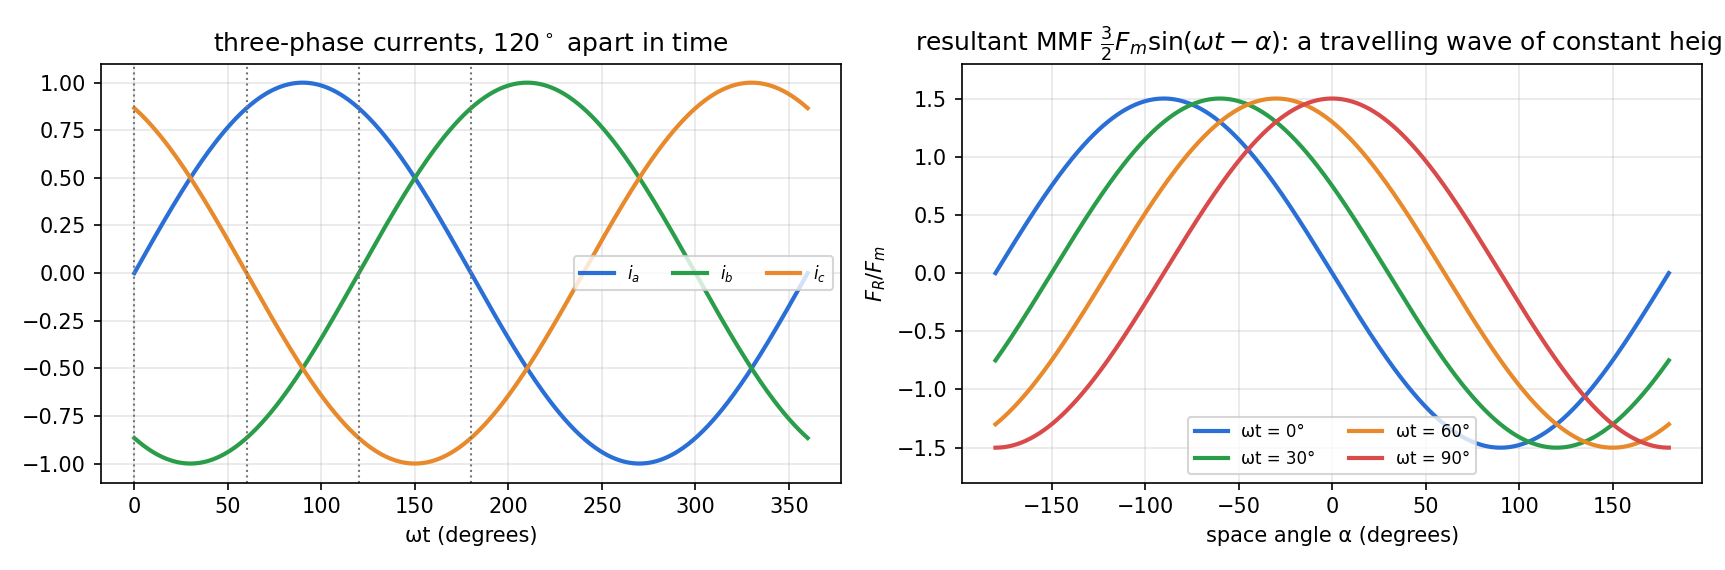 three-phase currents, 120° apart in time
1.00
0.75
0.50
0.25
0.00
−0.25
−0.50
−0.75
−1.00
i_a i_b i_c
0 50 100 150 200 250 300 350
ωt (degrees)
resultant MMF \frac{3}{2}F_m sin(ωt − α): a travelling wave of constant heig
F_R/F_m
1.5
1.0
0.5
0.0
−0.5
−1.0
−1.5
ωt = 0° ωt = 60°
ωt = 30° ωt = 90°
−150 −100 −50 0 50 100 150
space angle α (degrees)